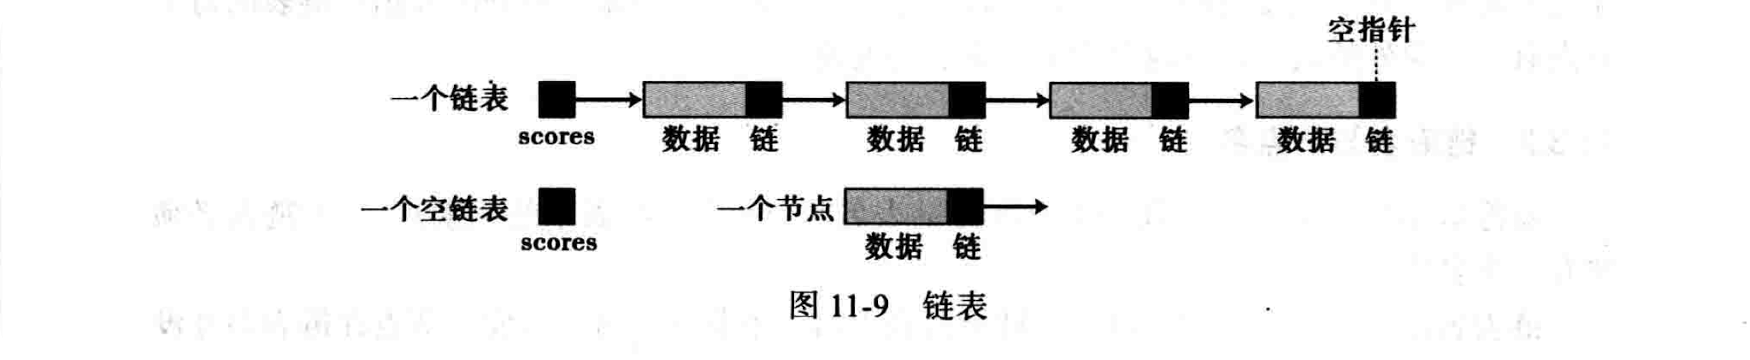 空指针
一个链表
scores 数据 链 数据 链 数据 链 数据 链
一个空链表 一个节点
scores 数据 链
图 11-9 链表